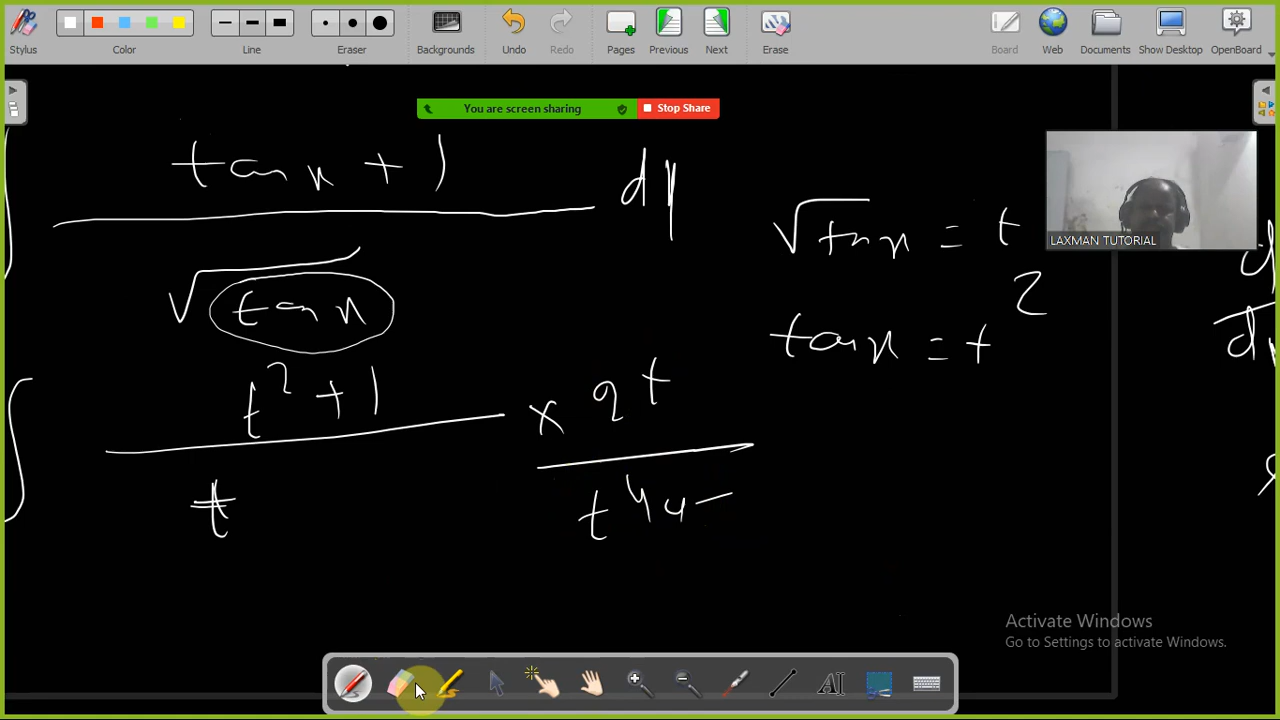 Stylus
Color
Line
Eraser
Backgrounds
Undo
Redo
Pages
Previous
Next
Erase
Board
Web
Documents
Show Desktop
OpenBoard
You are screen sharing
Stop Share
∫ tan x + 1
dx
√tan x
√tan x = t
LAXMAN TUTORIAL
tan x = t²
∫ t² + 1
t
× 2t
t⁴
Activate Windows
Go to Settings to activate Windows.
AI